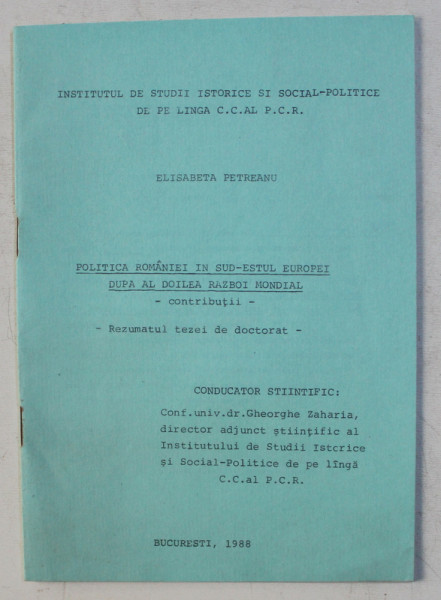 INSTITUTUL DE STUDII ISTORICE SI SOCIAL-POLITICE
DE PE LINGA C.C.AL P.C.R.
ELISABETA PETREANU
POLITICA ROMÂNIEI IN SUD-ESTUL EUROPEI
DUPA AL DOILEA RAZBOI MONDIAL
- contribuţii -
- Rezumatul tezei de doctorat -
CONDUCATOR STIINTIFIC:
Conf.univ.dr.Gheorghe Zaharia,
director adjunct ştiinţific al
Institutului de Studii Istorice
şi Social-Politice de pe lîngă
C.C.al P.C.R.
BUCURESTI, 1988